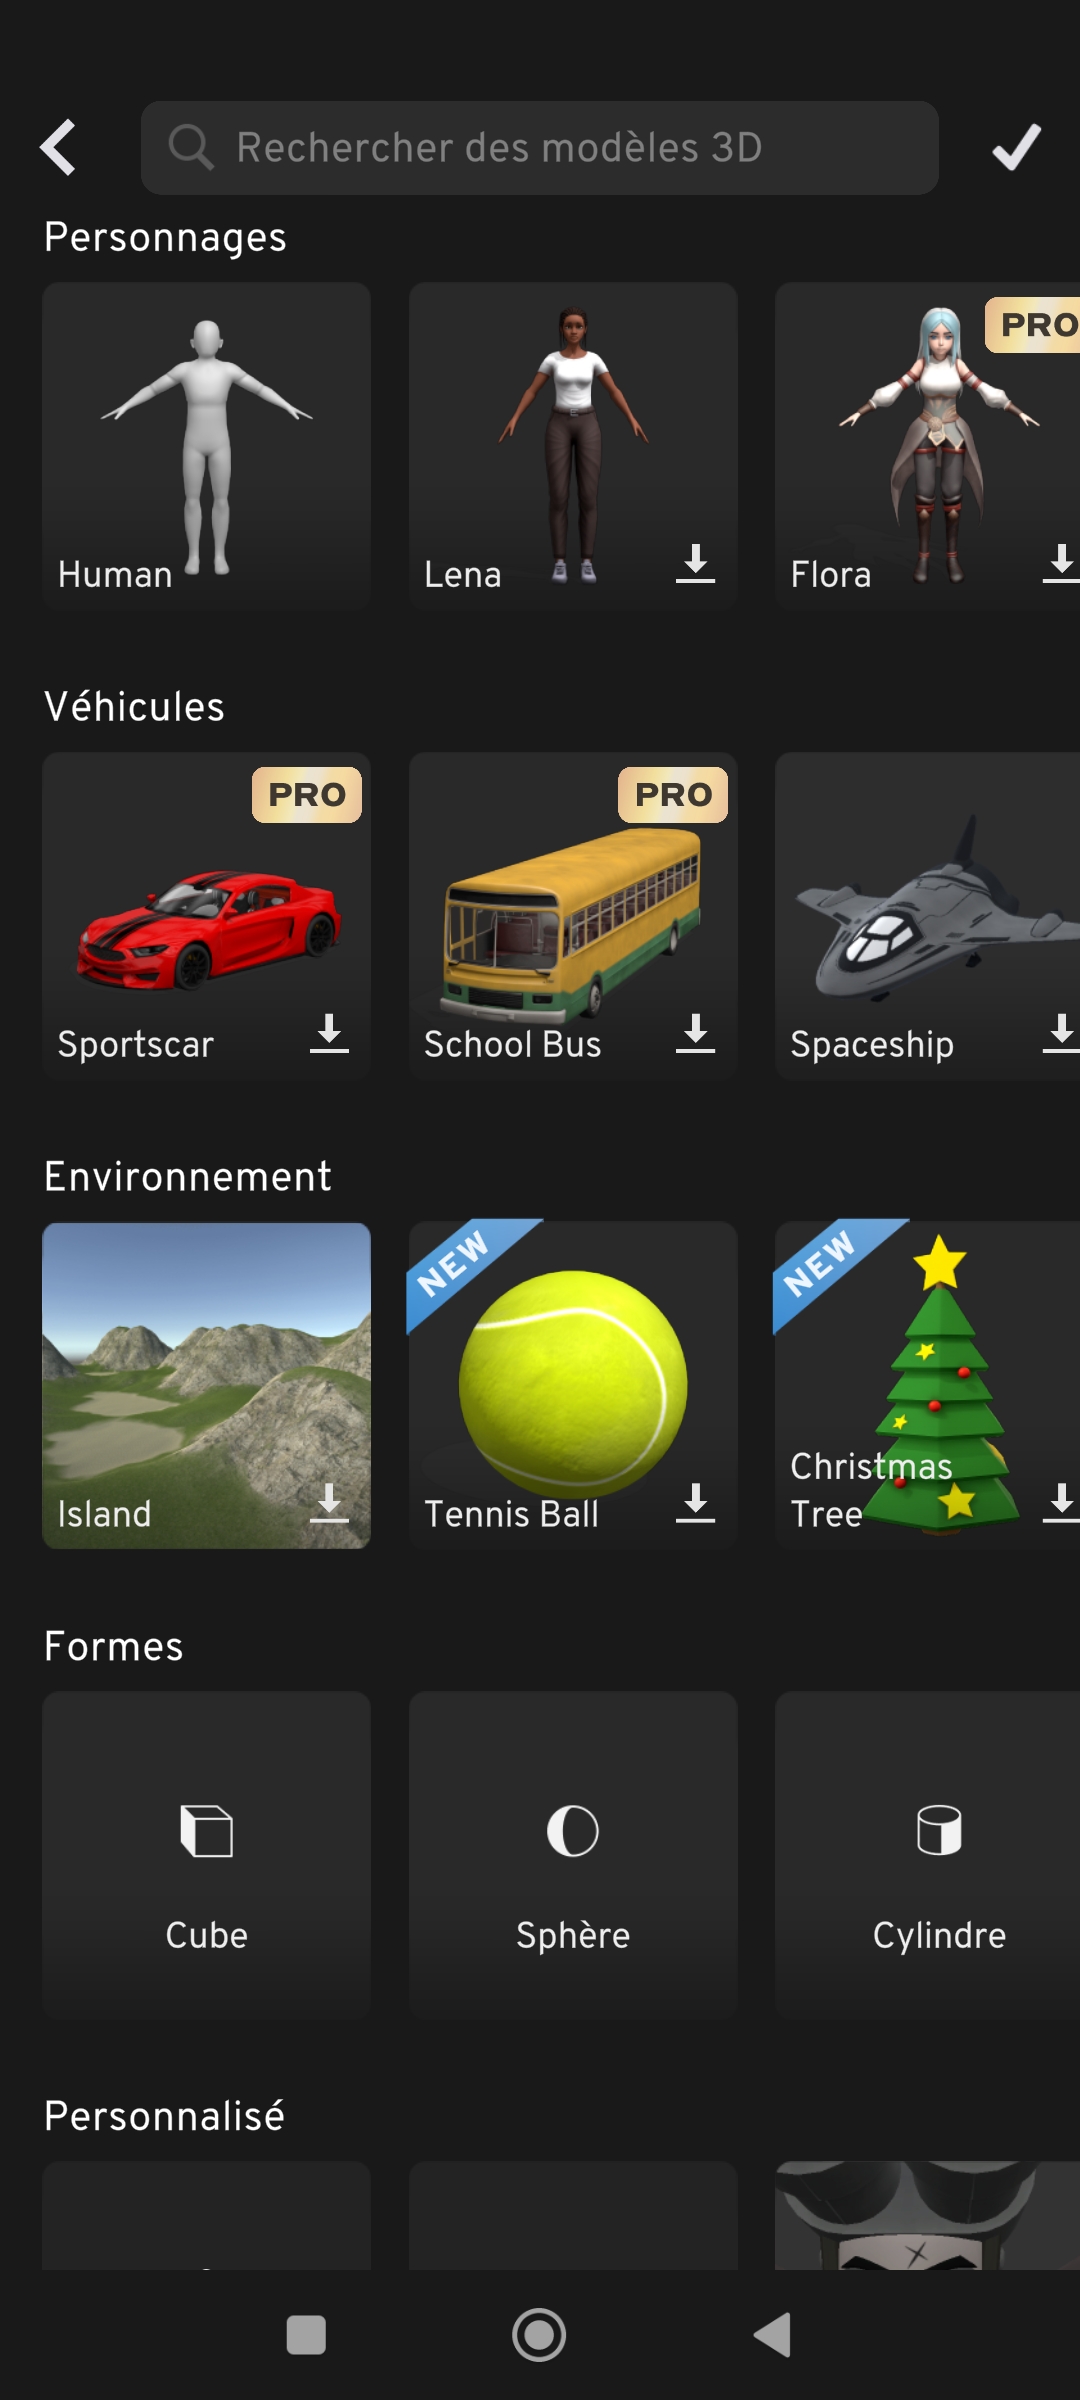 Rechercher des modèles 3D
Personnages
PRO
Human
Lena
Flora
Véhicules
PRO
PRO
Sportscar
School Bus
Spaceship
Environnement
NEW
NEW
Island
Tennis Ball
Christmas
Tree
Formes
Cube
Sphère
Cylindre
Personnalisé